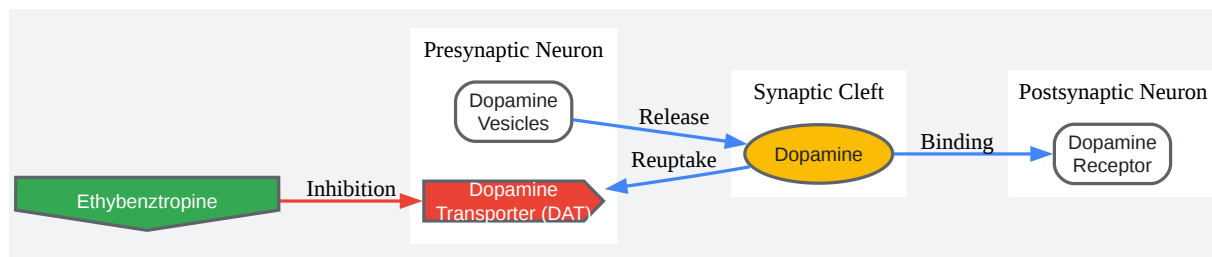 Presynaptic Neuron
Dopamine
Vesicles
Release
Reuptake
Synaptic Cleft
Dopamine
Binding
Postsynaptic Neuron
Dopamine
Receptor
Ethybenztropine
Inhibition
Dopamine
Transporter (DAT)